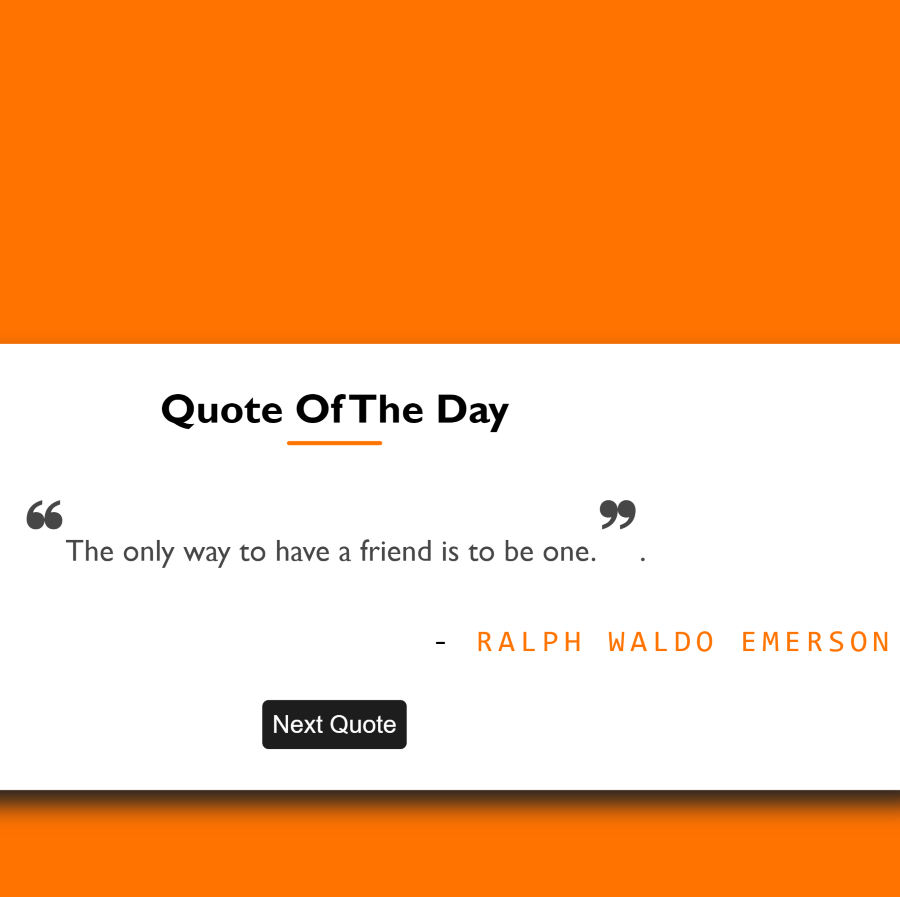 Quote Of The Day
❝The only way to have a friend is to be one.❞.
- RALPH WALDO EMERSON
Next Quote